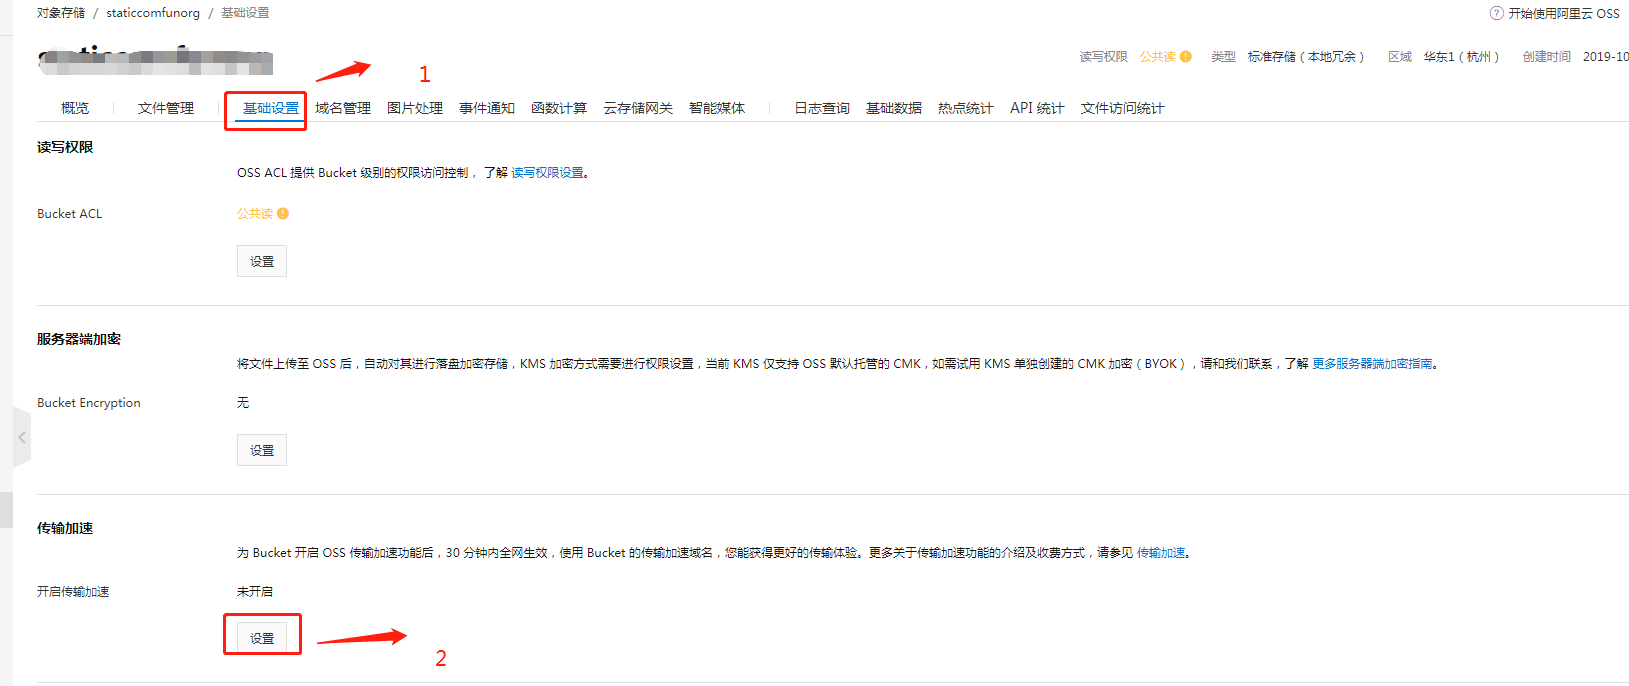 对象存储 / staticcomfunorg / 基础设置
? 开始使用阿里云 OSS
读写权限 公共读 类型 标准存储（本地冗余） 区域 华东1（杭州） 创建时间 2019-10
1
概览 文件管理 基础设置 域名管理 图片处理 事件通知 函数计算 云存储网关 智能媒体 日志查询 基础数据 热点统计 API 统计 文件访问统计
读写权限
OSS ACL 提供 Bucket 级别的权限访问控制，了解 读写权限设置。
Bucket ACL 公共读
设置
服务器端加密
将文件上传至 OSS 后，自动对其进行落盘加密存储，KMS 加密方式需要进行权限设置，当前 KMS 仅支持 OSS 默认托管的 CMK，如需试用 KMS 单独创建的 CMK 加密（BYOK），请和我们联系，了解 更多服务器端加密指南。
Bucket Encryption 无
设置
传输加速
为 Bucket 开启 OSS 传输加速功能后，30 分钟内全网生效，使用 Bucket 的传输加速域名，您能获得更好的传输体验。更多关于传输加速功能的介绍及收费方式，请参见 传输加速。
开启传输加速 未开启
设置
2